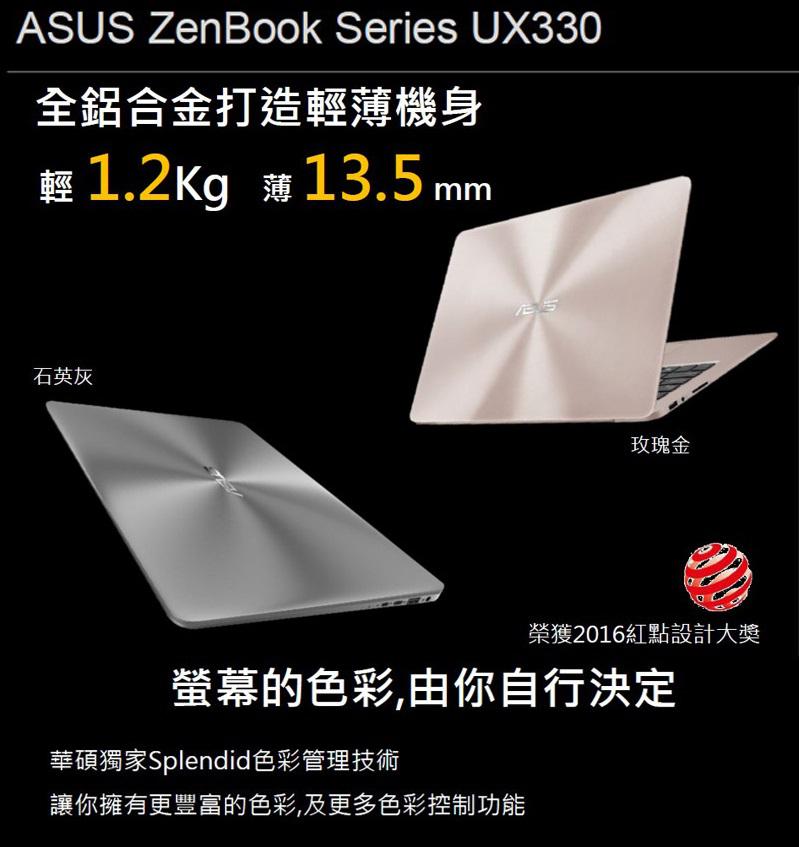 ASUS ZenBook Series UX330
全鋁合金打造輕薄機身
輕 1.2Kg 薄 13.5 mm
ASUS
石英灰
ASUS
玫瑰金
榮獲2016紅點設計大獎
螢幕的色彩,由你自行決定
華碩獨家Splendid色彩管理技術
讓你擁有更豐富的色彩,及更多色彩控制功能